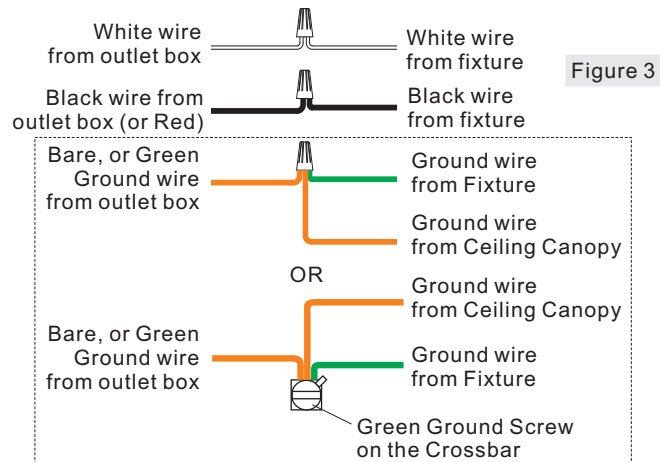 White wire
from outlet box
White wire
from fixture
Figure 3
Black wire from
outlet box (or Red)
Black wire
from fixture
Bare, or Green
Ground wire
from outlet box
Ground wire
from Fixture
Ground wire
from Ceiling Canopy
OR
Ground wire
from Ceiling Canopy
Bare, or Green
Ground wire
from outlet box
Ground wire
from Fixture
Green Ground Screw
on the Crossbar